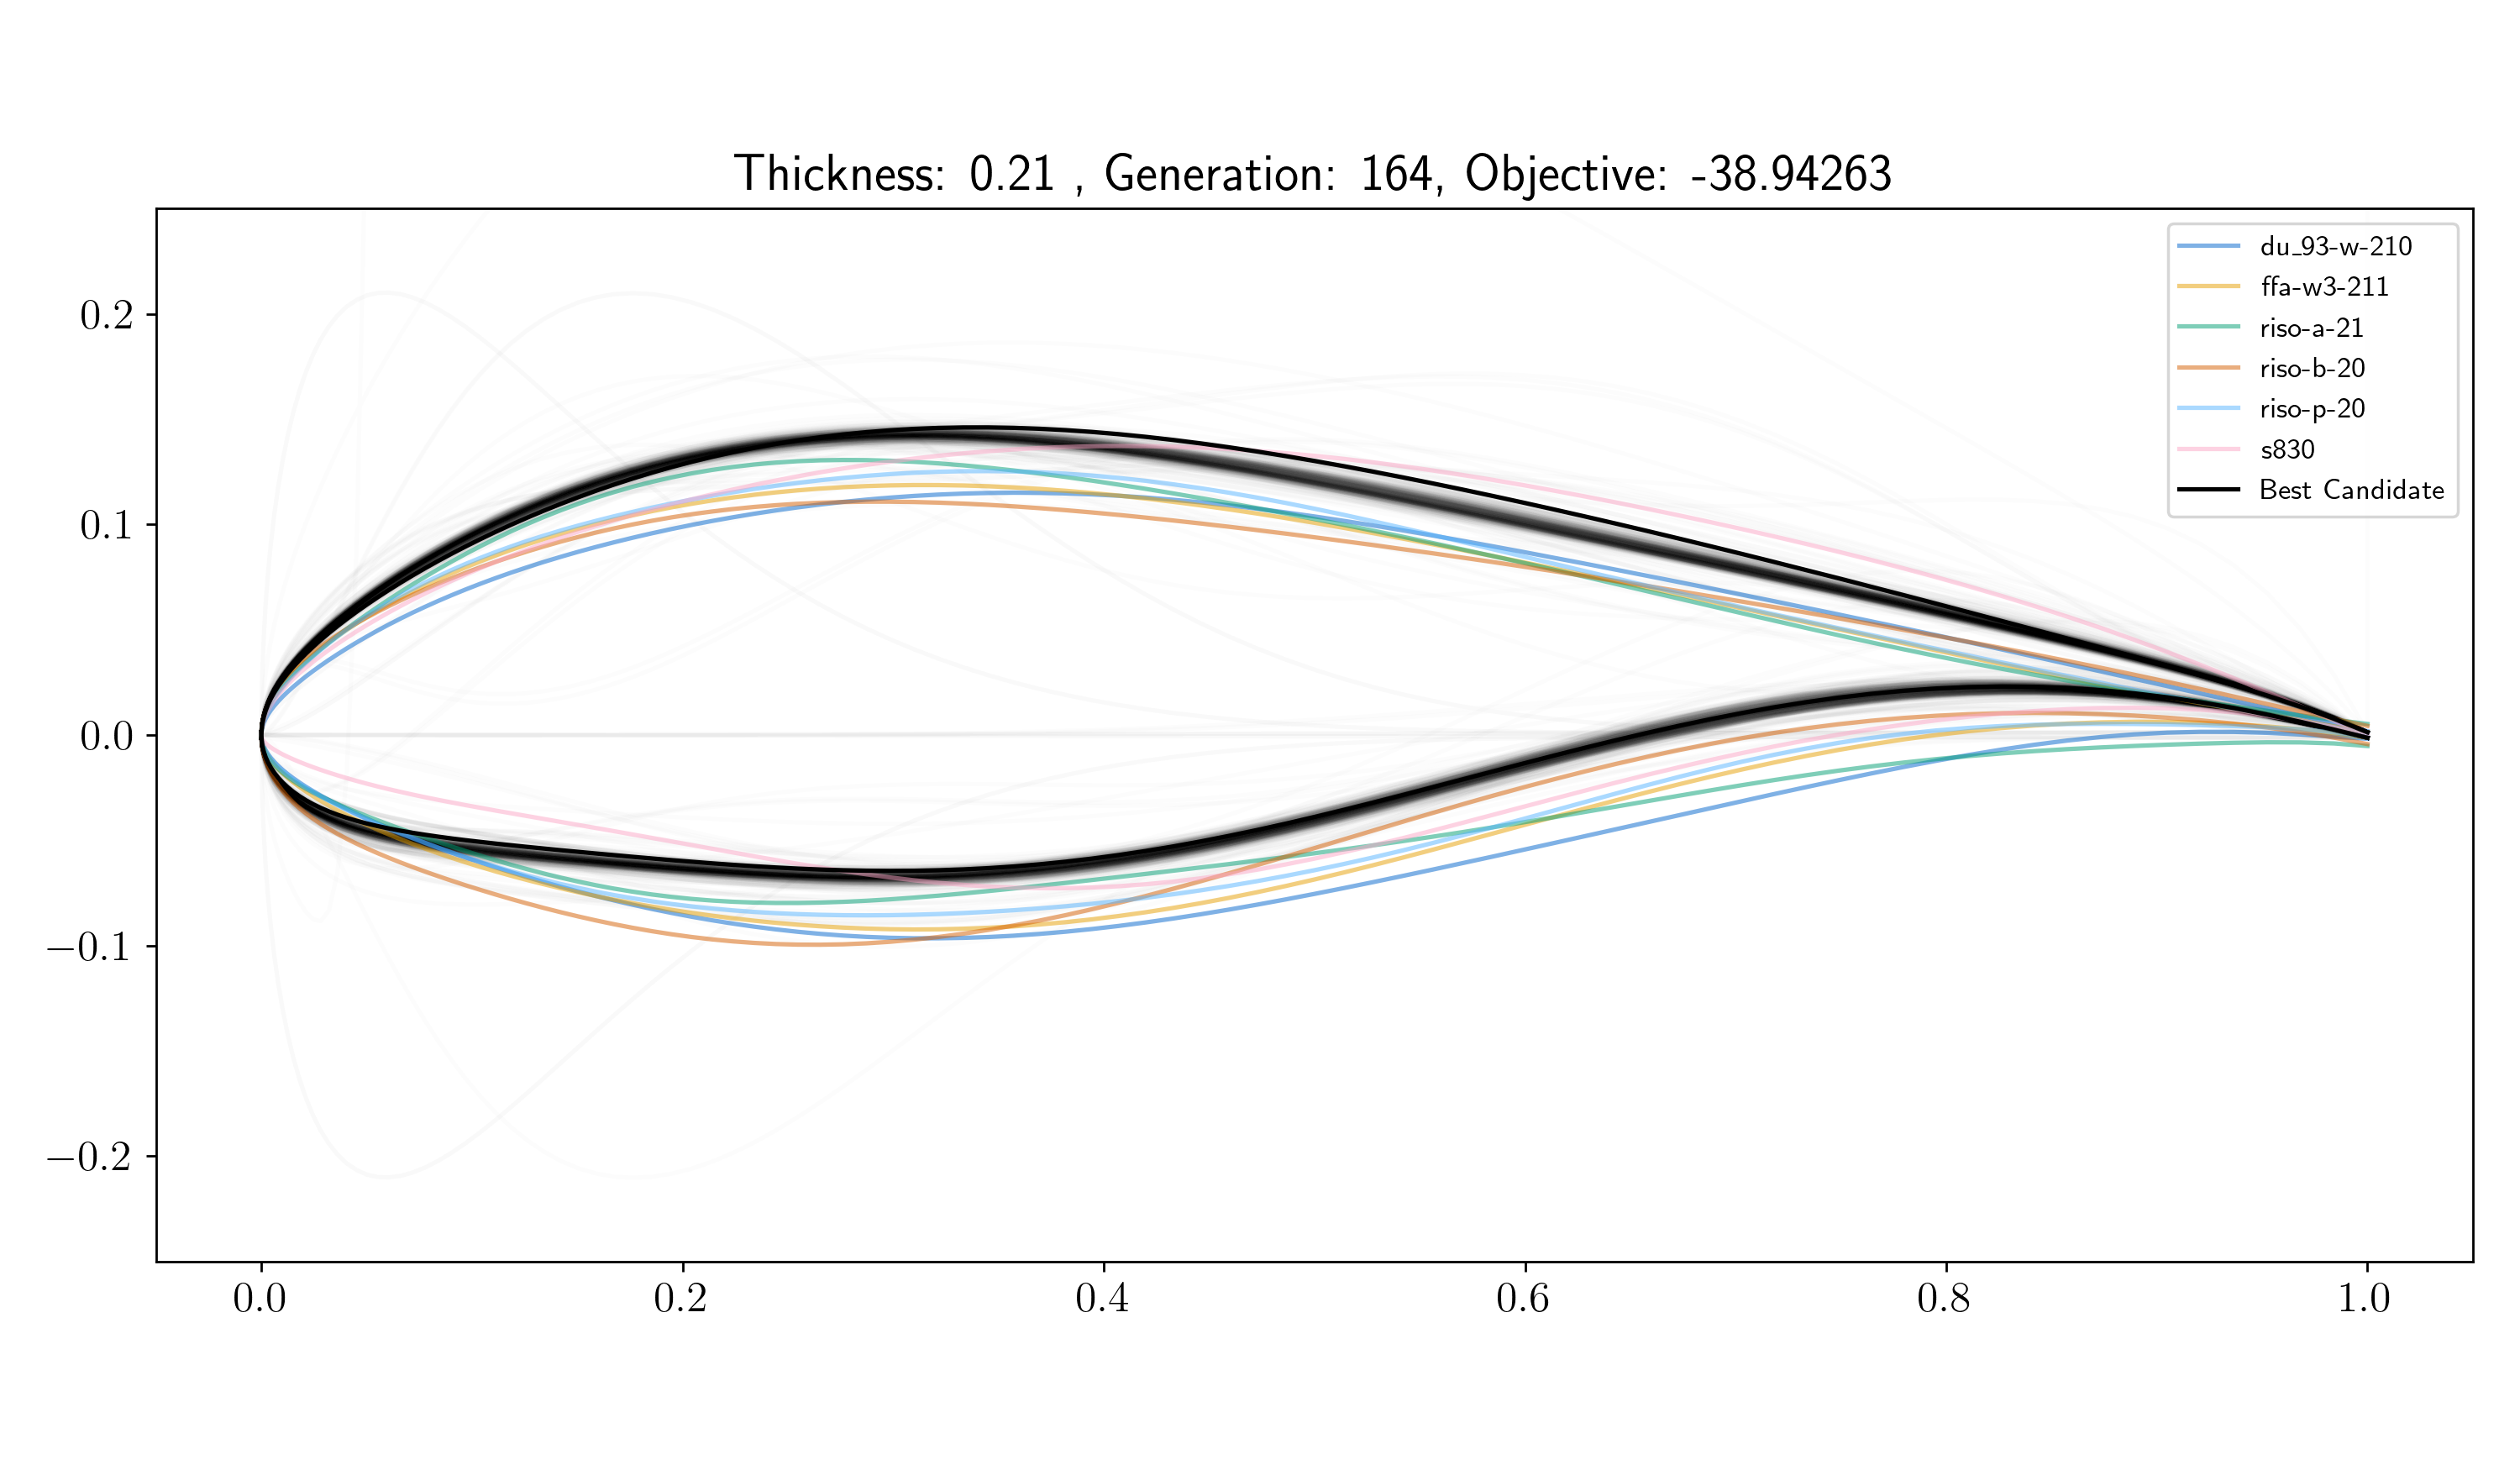 Thickness: 0.21 , Generation: 164, Objective: -38.94263
du_93-w-210
ffa-w3-211
riso-a-21
riso-b-20
riso-p-20
s830
Best Candidate
0.2
0.1
0.0
−0.1
−0.2
0.0 0.2 0.4 0.6 0.8 1.0